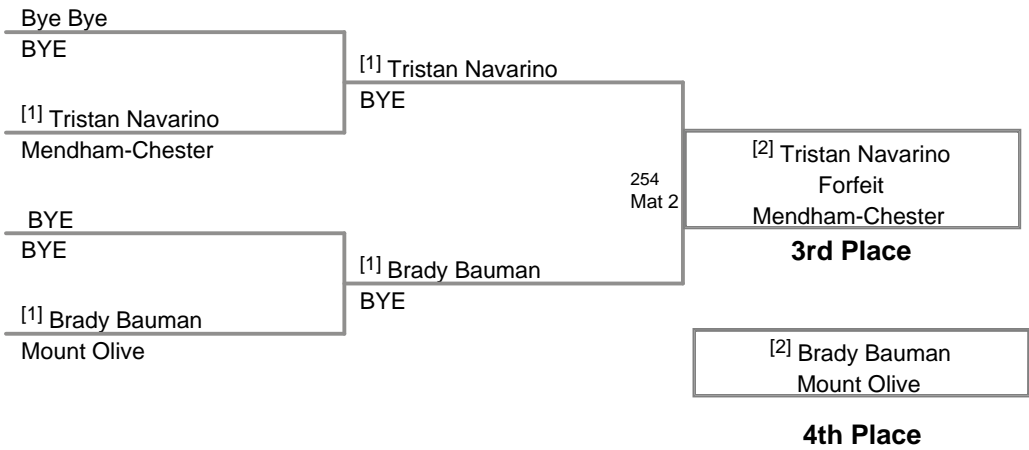 Bye Bye
BYE
[1] Tristan Navarino
Mendham-Chester
BYE
BYE
[1] Brady Bauman
Mount Olive
[1] Tristan Navarino
BYE
[1] Brady Bauman
BYE
254
Mat 2
[2] Tristan Navarino
Forfeit
Mendham-Chester
3rd Place
[2] Brady Bauman
Mount Olive
4th Place